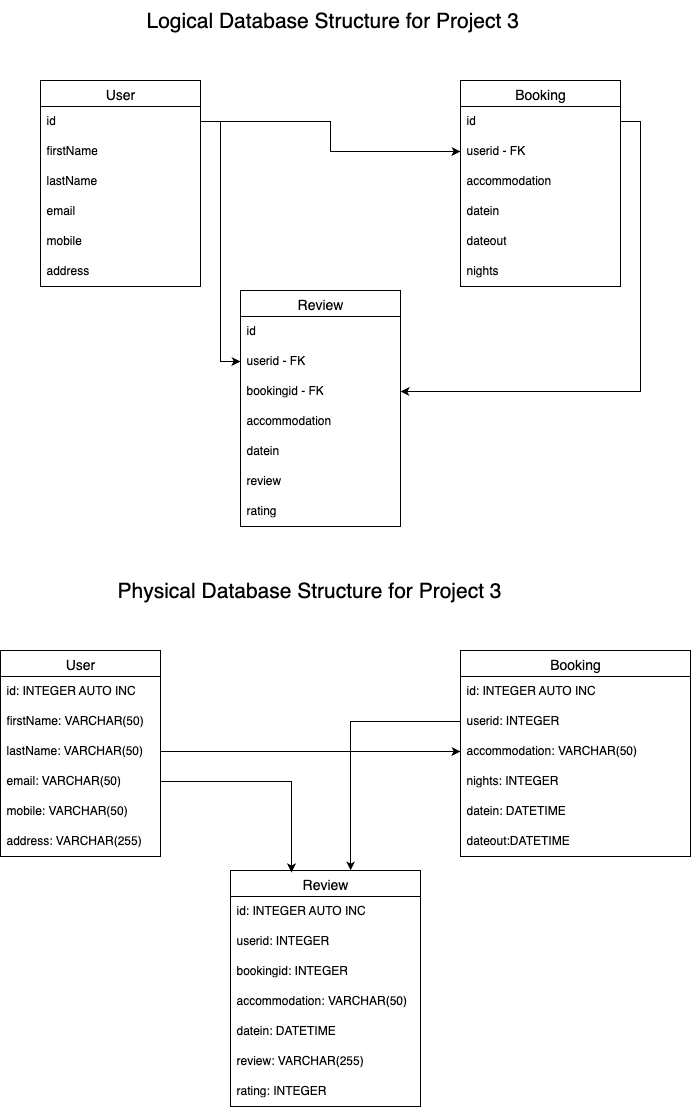 Logical Database Structure for Project 3
User
id
firstName
lastName
email
mobile
address
Booking
id
userid - FK
accommodation
datein
dateout
nights
Review
id
userid - FK
bookingid - FK
accommodation
datein
review
rating
Physical Database Structure for Project 3
User
id: INTEGER AUTO INC
firstName: VARCHAR(50)
lastName: VARCHAR(50)
email: VARCHAR(50)
mobile: VARCHAR(50)
address: VARCHAR(255)
Booking
id: INTEGER AUTO INC
userid: INTEGER
accommodation: VARCHAR(50)
nights: INTEGER
datein: DATETIME
dateout:DATETIME
Review
id: INTEGER AUTO INC
userid: INTEGER
bookingid: INTEGER
accommodation: VARCHAR(50)
datein: DATETIME
review: VARCHAR(255)
rating: INTEGER